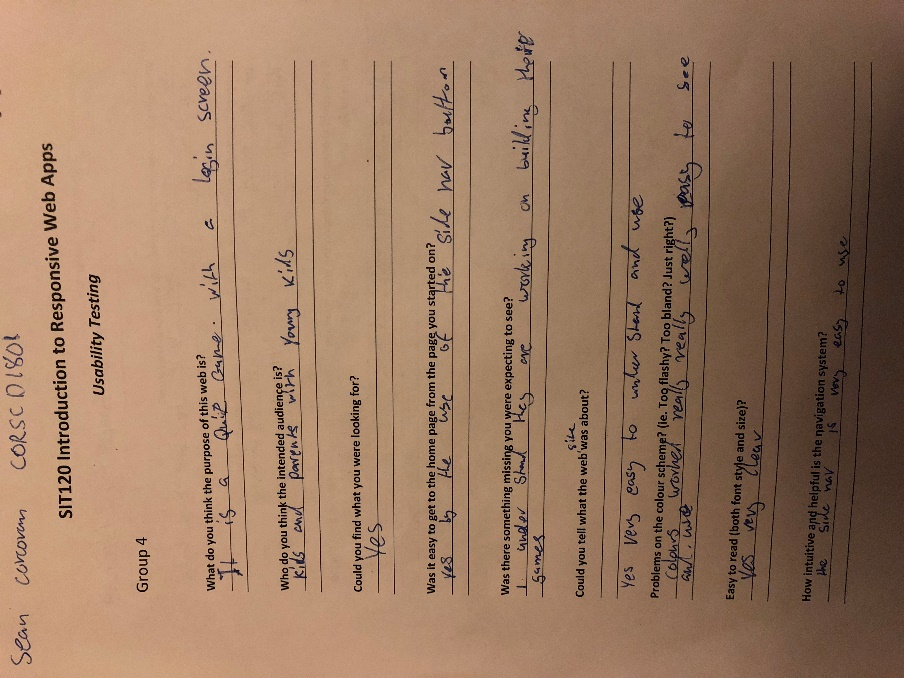 Sean corcoran CORSCD1801
SIT120 Introduction to Responsive Web Apps
Usability Testing
Group 4
What do you think the purpose of this web is?
It is a Quiz Game. with a login screen.
Who do you think the intended audience is?
Kids and parents with young kids
Could you find what you were looking for?
Yes
Was it easy to get to the home page from the page you started on?
Yes by the use of the side nav button
Was there something missing you were expecting to see?
I under Stand they are working on building their
games
Could you tell what the web site was about?
Yes very easy to under stand and use
Problems on the colour scheme? (ie. Too flashy? Too bland? Just right?)
Colours worked really really well easy to see
and use
Easy to read (both font style and size)?
Yes very clear
How intuitive and helpful is the navigation system?
the side nav is very easy to use